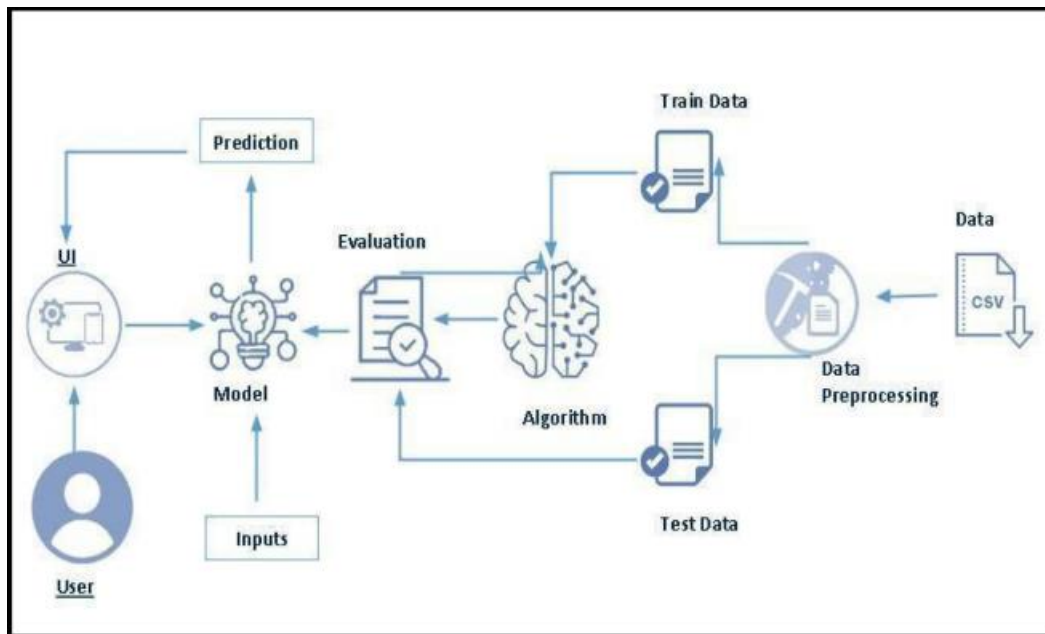 Train Data
Prediction
Data
Evaluation
UI
CSV
Model
Data
Preprocessing
Algorithm
Inputs
Test Data
User